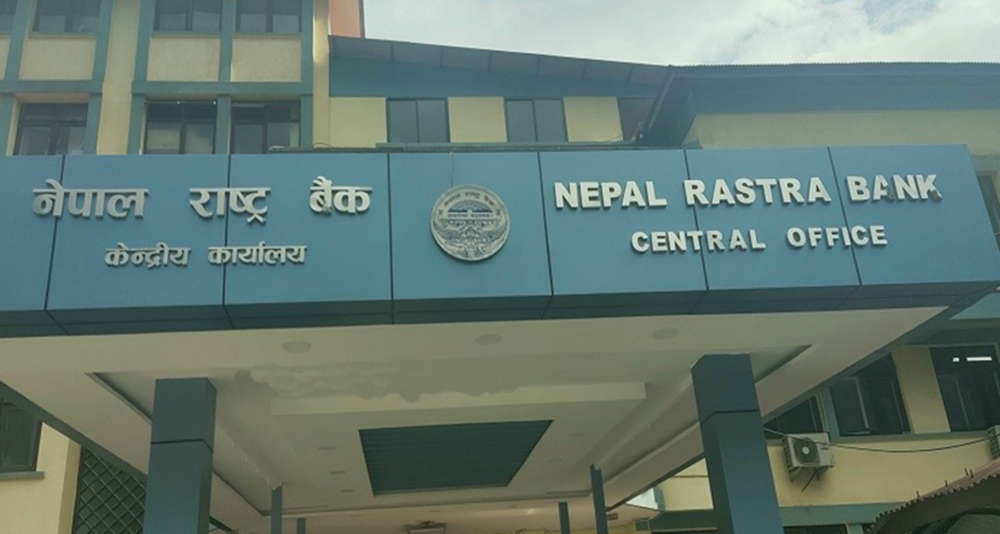 नेपाल राष्ट्र बैंक
केन्द्रीय कार्यालय
NEPAL RASTRA BANK
CENTRAL OFFICE